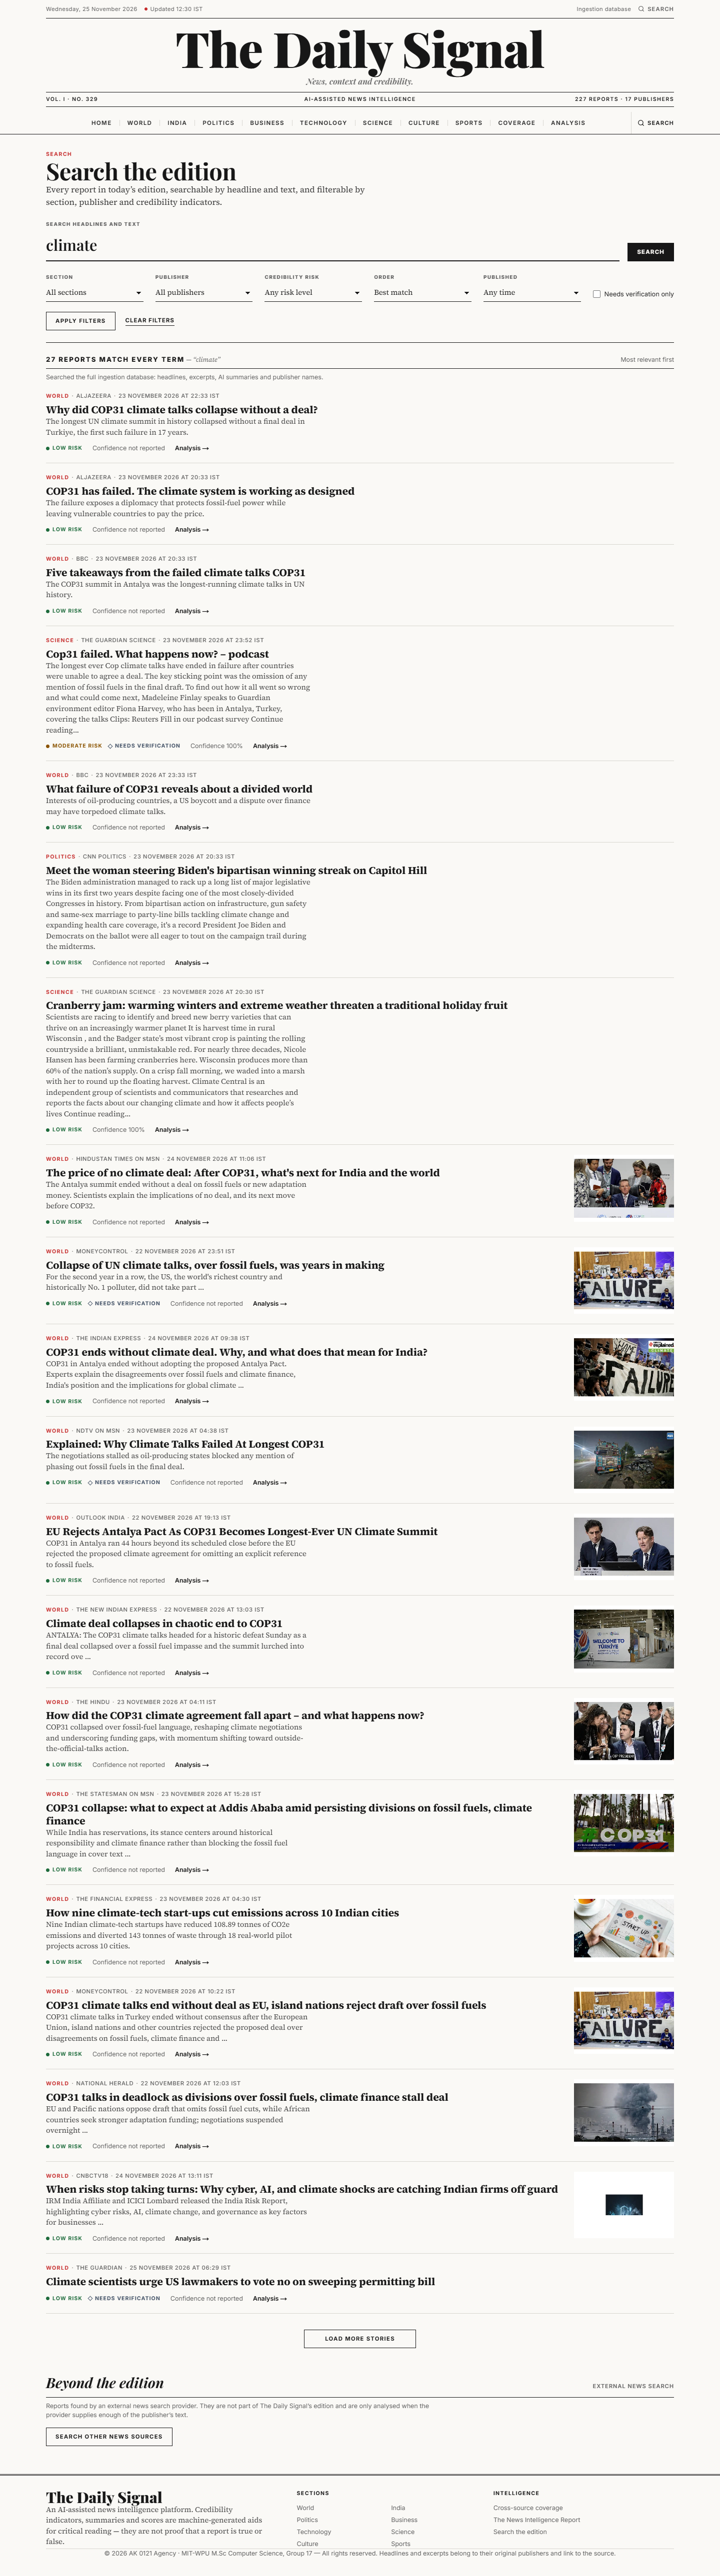 Wednesday, 25 November 2026 Updated 12:30 IST
Ingestion database SEARCH
The Daily Signal
News, context and credibility.
VOL. I · NO. 329 AI-ASSISTED NEWS INTELLIGENCE 227 REPORTS · 17 PUBLISHERS
HOME WORLD INDIA POLITICS BUSINESS TECHNOLOGY SCIENCE CULTURE SPORTS COVERAGE ANALYSIS SEARCH
SEARCH
Search the edition
Every report in today's edition, searchable by headline and text, and filterable by
section, publisher and credibility indicators.
SEARCH HEADLINES AND TEXT
climate
SEARCH
SECTION PUBLISHER CREDIBILITY RISK ORDER PUBLISHED
All sections All publishers Any risk level Best match Any time Needs verification only
APPLY FILTERS CLEAR FILTERS
27 REPORTS MATCH EVERY TERM — "climate" Most relevant first
Searched the full ingestion database: headlines, excerpts, AI summaries and publisher names.
WORLD · ALJAZEERA · 23 NOVEMBER 2026 AT 22:33 IST
Why did COP31 climate talks collapse without a deal?
The longest UN climate summit in history collapsed without a final deal in
Turkiye, the first such failure in 17 years.
LOW RISK Confidence not reported Analysis →
WORLD · ALJAZEERA · 23 NOVEMBER 2026 AT 20:33 IST
COP31 has failed. The climate system is working as designed
The failure exposes a diplomacy that protects fossil-fuel power while
leaving vulnerable countries to pay the price.
LOW RISK Confidence not reported Analysis →
WORLD · BBC · 23 NOVEMBER 2026 AT 20:33 IST
Five takeaways from the failed climate talks COP31
The COP31 summit in Antalya was the longest-running climate talks in UN
history.
LOW RISK Confidence not reported Analysis →
SCIENCE · THE GUARDIAN SCIENCE · 23 NOVEMBER 2026 AT 23:52 IST
Cop31 failed. What happens now? – podcast
The longest ever Cop climate talks have ended in failure after countries
were unable to agree a deal. The key sticking point was the omission of any
mention of fossil fuels in the final draft. To find out how it all went so wrong
and what could come next, Madeleine Finlay speaks to Guardian
environment editor Fiona Harvey, who has been in Antalya, Turkey,
covering the talks Clips: Reuters Fill in our podcast survey Continue
reading...
MODERATE RISK NEEDS VERIFICATION Confidence 100% Analysis →
WORLD · BBC · 23 NOVEMBER 2026 AT 23:33 IST
What failure of COP31 reveals about a divided world
Interests of oil-producing countries, a US boycott and a dispute over finance
may have torpedoed climate talks.
LOW RISK Confidence not reported Analysis →
POLITICS · CNN POLITICS · 23 NOVEMBER 2026 AT 20:33 IST
Meet the woman steering Biden's bipartisan winning streak on Capitol Hill
The Biden administration managed to rack up a long list of major legislative
wins in its first two years despite facing one of the most closely-divided
Congresses in history. From bipartisan action on infrastructure, gun safety
and same-sex marriage to party-line bills tackling climate change and
expanding health care coverage, it's a record President Joe Biden and
Democrats on the ballot were all eager to tout on the campaign trail during
the midterms.
LOW RISK Confidence not reported Analysis →
SCIENCE · THE GUARDIAN SCIENCE · 23 NOVEMBER 2026 AT 20:30 IST
Cranberry jam: warming winters and extreme weather threaten a traditional holiday fruit
Scientists are racing to identify and breed new berry varieties that can
thrive on an increasingly warmer planet It is harvest time in rural
Wisconsin , and the Badger state's most vibrant crop is painting the rolling
countryside a brilliant, unmistakable red. For nearly three decades, Nicole
Hansen has been farming cranberries here. Wisconsin produces more than
60% of the nation's supply. On a crisp fall morning, we waded into a marsh
with her to round up the floating harvest. Climate Central is an
independent group of scientists and communicators that researches and
reports the facts about our changing climate and how it affects people's
lives Continue reading...
LOW RISK Confidence 100% Analysis →
WORLD · HINDUSTAN TIMES ON MSN · 24 NOVEMBER 2026 AT 11:06 IST
The price of no climate deal: After COP31, what's next for India and the world
The Antalya summit ended without a deal on fossil fuels or new adaptation
money. Scientists explain the implications of no deal, and its next move
before COP32.
LOW RISK Confidence not reported Analysis →
WORLD · MONEYCONTROL · 22 NOVEMBER 2026 AT 23:51 IST
Collapse of UN climate talks, over fossil fuels, was years in making
For the second year in a row, the US, the world's richest country and
historically No. 1 polluter, did not take part ...
LOW RISK NEEDS VERIFICATION Confidence not reported Analysis →
FAILURE
WORLD · THE INDIAN EXPRESS · 24 NOVEMBER 2026 AT 09:38 IST
COP31 ends without climate deal. Why, and what does that mean for India?
COP31 in Antalya ended without adopting the proposed Antalya Pact.
Experts explain the disagreements over fossil fuels and climate finance,
India's position and the implications for global climate ...
LOW RISK Confidence not reported Analysis →
FAILURE
WORLD · NDTV ON MSN · 23 NOVEMBER 2026 AT 04:38 IST
Explained: Why Climate Talks Failed At Longest COP31
The negotiations stalled as oil-producing states blocked any mention of
phasing out fossil fuels in the final deal.
LOW RISK NEEDS VERIFICATION Confidence not reported Analysis →
WORLD · OUTLOOK INDIA · 22 NOVEMBER 2026 AT 19:13 IST
EU Rejects Antalya Pact As COP31 Becomes Longest-Ever UN Climate Summit
COP31 in Antalya ran 44 hours beyond its scheduled close before the EU
rejected the proposed climate agreement for omitting an explicit reference
to fossil fuels.
LOW RISK Confidence not reported Analysis →
WORLD · THE NEW INDIAN EXPRESS · 22 NOVEMBER 2026 AT 13:03 IST
Climate deal collapses in chaotic end to COP31
ANTALYA: The COP31 climate talks headed for a historic defeat Sunday as a
final deal collapsed over a fossil fuel impasse and the summit lurched into
record ove ...
LOW RISK Confidence not reported Analysis →
WELCOME TO
TÜRKİYE
WORLD · THE HINDU · 23 NOVEMBER 2026 AT 04:11 IST
How did the COP31 climate agreement fall apart – and what happens now?
COP31 collapsed over fossil-fuel language, reshaping climate negotiations
and underscoring funding gaps, with momentum shifting toward outside-
the-official-talks action.
LOW RISK Confidence not reported Analysis →
WORLD · THE STATESMAN ON MSN · 23 NOVEMBER 2026 AT 15:28 IST
COP31 collapse: what to expect at Addis Ababa amid persisting divisions on fossil fuels, climate
finance
While India has reservations, its stance centers around historical
responsibility and climate finance rather than blocking the fossil fuel
language in cover text ...
LOW RISK Confidence not reported Analysis →
COP31
WORLD · THE FINANCIAL EXPRESS · 23 NOVEMBER 2026 AT 04:30 IST
How nine climate-tech start-ups cut emissions across 10 Indian cities
Nine Indian climate-tech startups have reduced 108.89 tonnes of CO2e
emissions and diverted 143 tonnes of waste through 18 real-world pilot
projects across 10 cities.
LOW RISK Confidence not reported Analysis →
START UP
WORLD · MONEYCONTROL · 22 NOVEMBER 2026 AT 10:22 IST
COP31 climate talks end without deal as EU, island nations reject draft over fossil fuels
COP31 climate talks in Turkey ended without consensus after the European
Union, island nations and other countries rejected the proposed deal over
disagreements on fossil fuels, climate finance and ...
LOW RISK Confidence not reported Analysis →
FAILURE
WORLD · NATIONAL HERALD · 22 NOVEMBER 2026 AT 12:03 IST
COP31 talks in deadlock as divisions over fossil fuels, climate finance stall deal
EU and Pacific nations oppose draft that omits fossil fuel cuts, while African
countries seek stronger adaptation funding; negotiations suspended
overnight ...
LOW RISK Confidence not reported Analysis →
WORLD · CNBCTV18 · 24 NOVEMBER 2026 AT 13:11 IST
When risks stop taking turns: Why cyber, AI, and climate shocks are catching Indian firms off guard
IRM India Affiliate and ICICI Lombard released the India Risk Report,
highlighting cyber risks, AI, climate change, and governance as key factors
for businesses ...
LOW RISK Confidence not reported Analysis →
WORLD · THE GUARDIAN · 25 NOVEMBER 2026 AT 06:29 IST
Climate scientists urge US lawmakers to vote no on sweeping permitting bill
LOW RISK NEEDS VERIFICATION Confidence not reported Analysis →
LOAD MORE STORIES
Beyond the edition EXTERNAL NEWS SEARCH
Reports found by an external news search provider. They are not part of The Daily Signal's edition and are only analysed when the
provider supplies enough of the publisher's text.
SEARCH OTHER NEWS SOURCES
The Daily Signal
An AI-assisted news intelligence platform. Credibility
indicators, summaries and scores are machine-generated aids
for critical reading — they are not proof that a report is true or
false.
SECTIONS
World India
Politics Business
Technology Science
Culture Sports
INTELLIGENCE
Cross-source coverage
The News Intelligence Report
Search the edition
© 2026 AK 0121 Agency · MIT-WPU M.Sc Computer Science, Group 17 — All rights reserved. Headlines and excerpts belong to their original publishers and link to the source.